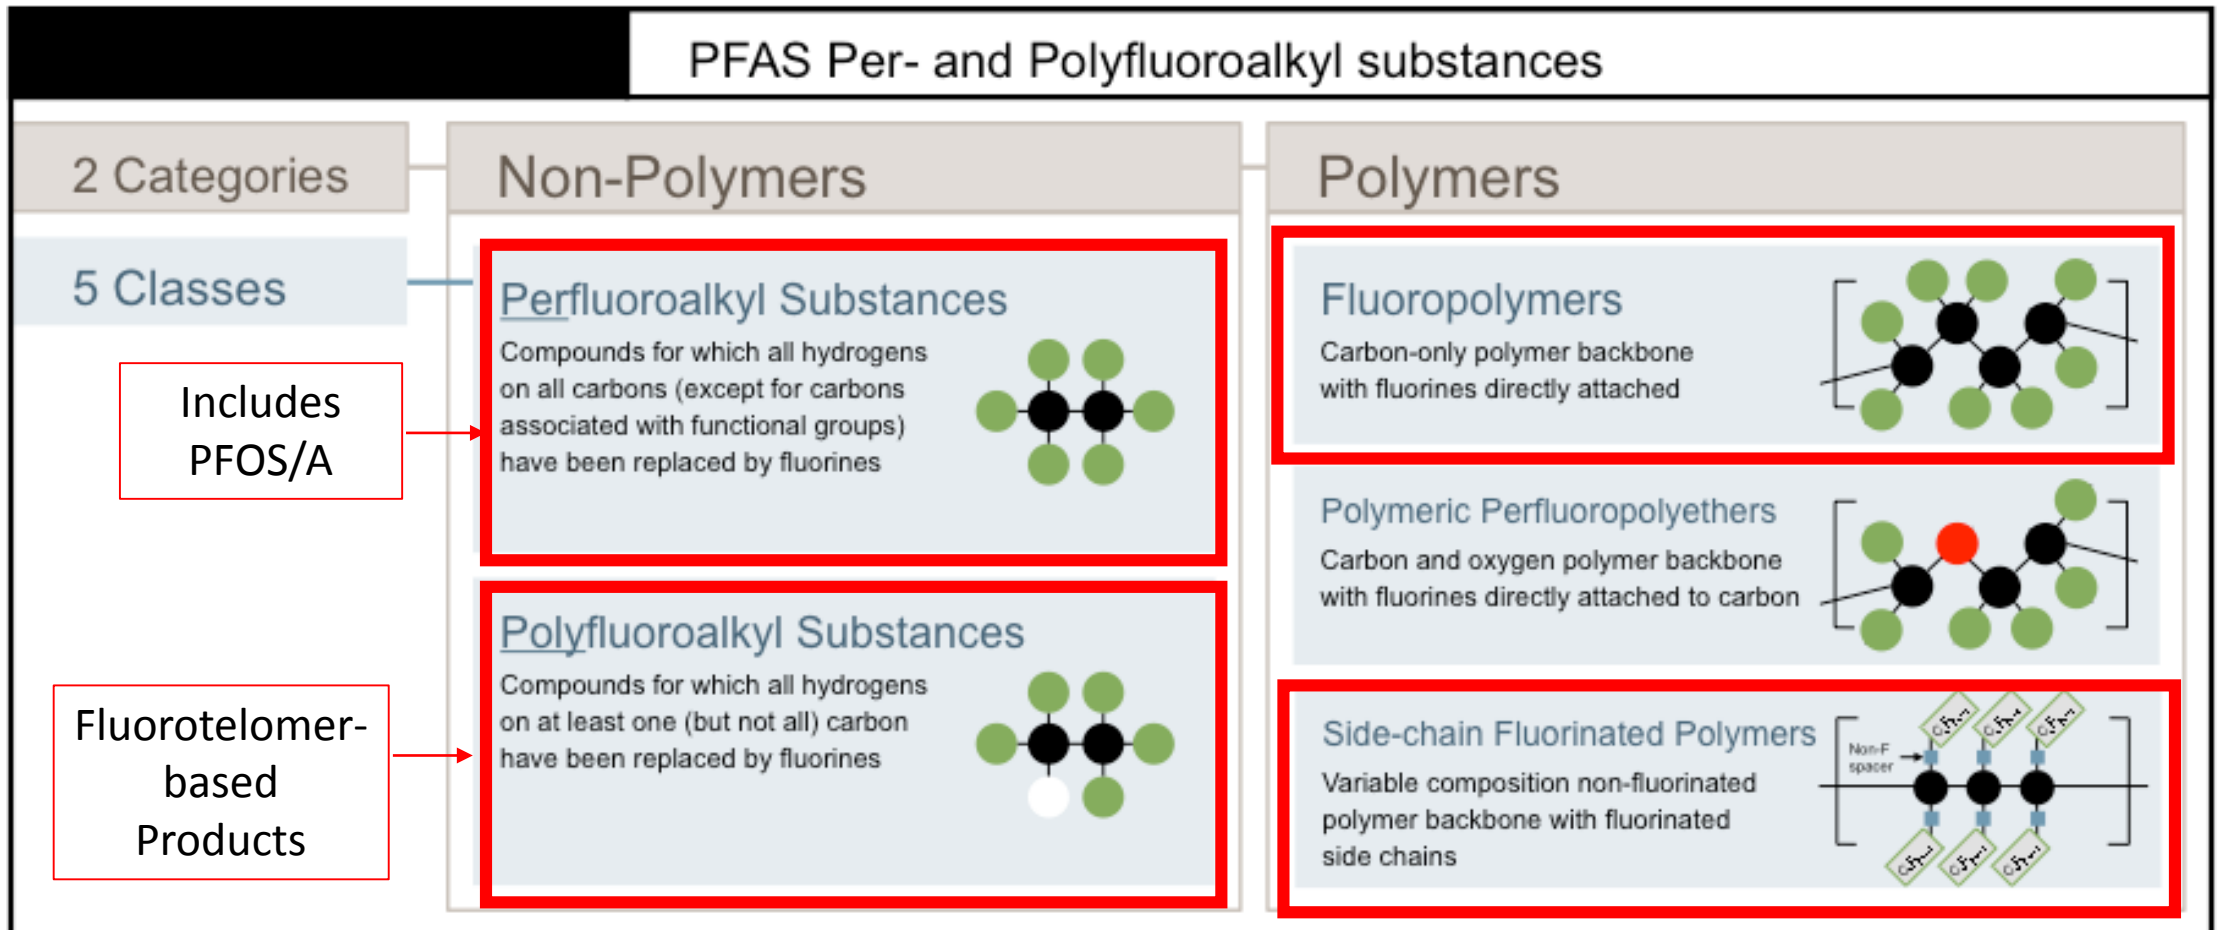 PFAS Per- and Polyfluoroalkyl substances
2 Categories
Non-Polymers
Polymers
5 Classes
Includes
PFOS/A
Fluorotelomer-
based
Products
Perfluoroalkyl Substances
Compounds for which all hydrogens
on all carbons (except for carbons
associated with functional groups)
have been replaced by fluorines
Polyfluoroalkyl Substances
Compounds for which all hydrogens
on at least one (but not all) carbon
have been replaced by fluorines
Fluoropolymers
Carbon-only polymer backbone
with fluorines directly attached
Polymeric Perfluoropolyethers
Carbon and oxygen polymer backbone
with fluorines directly attached to carbon
Side-chain Fluorinated Polymers
Variable composition non-fluorinated
polymer backbone with fluorinated
side chains
Non-F
spacer